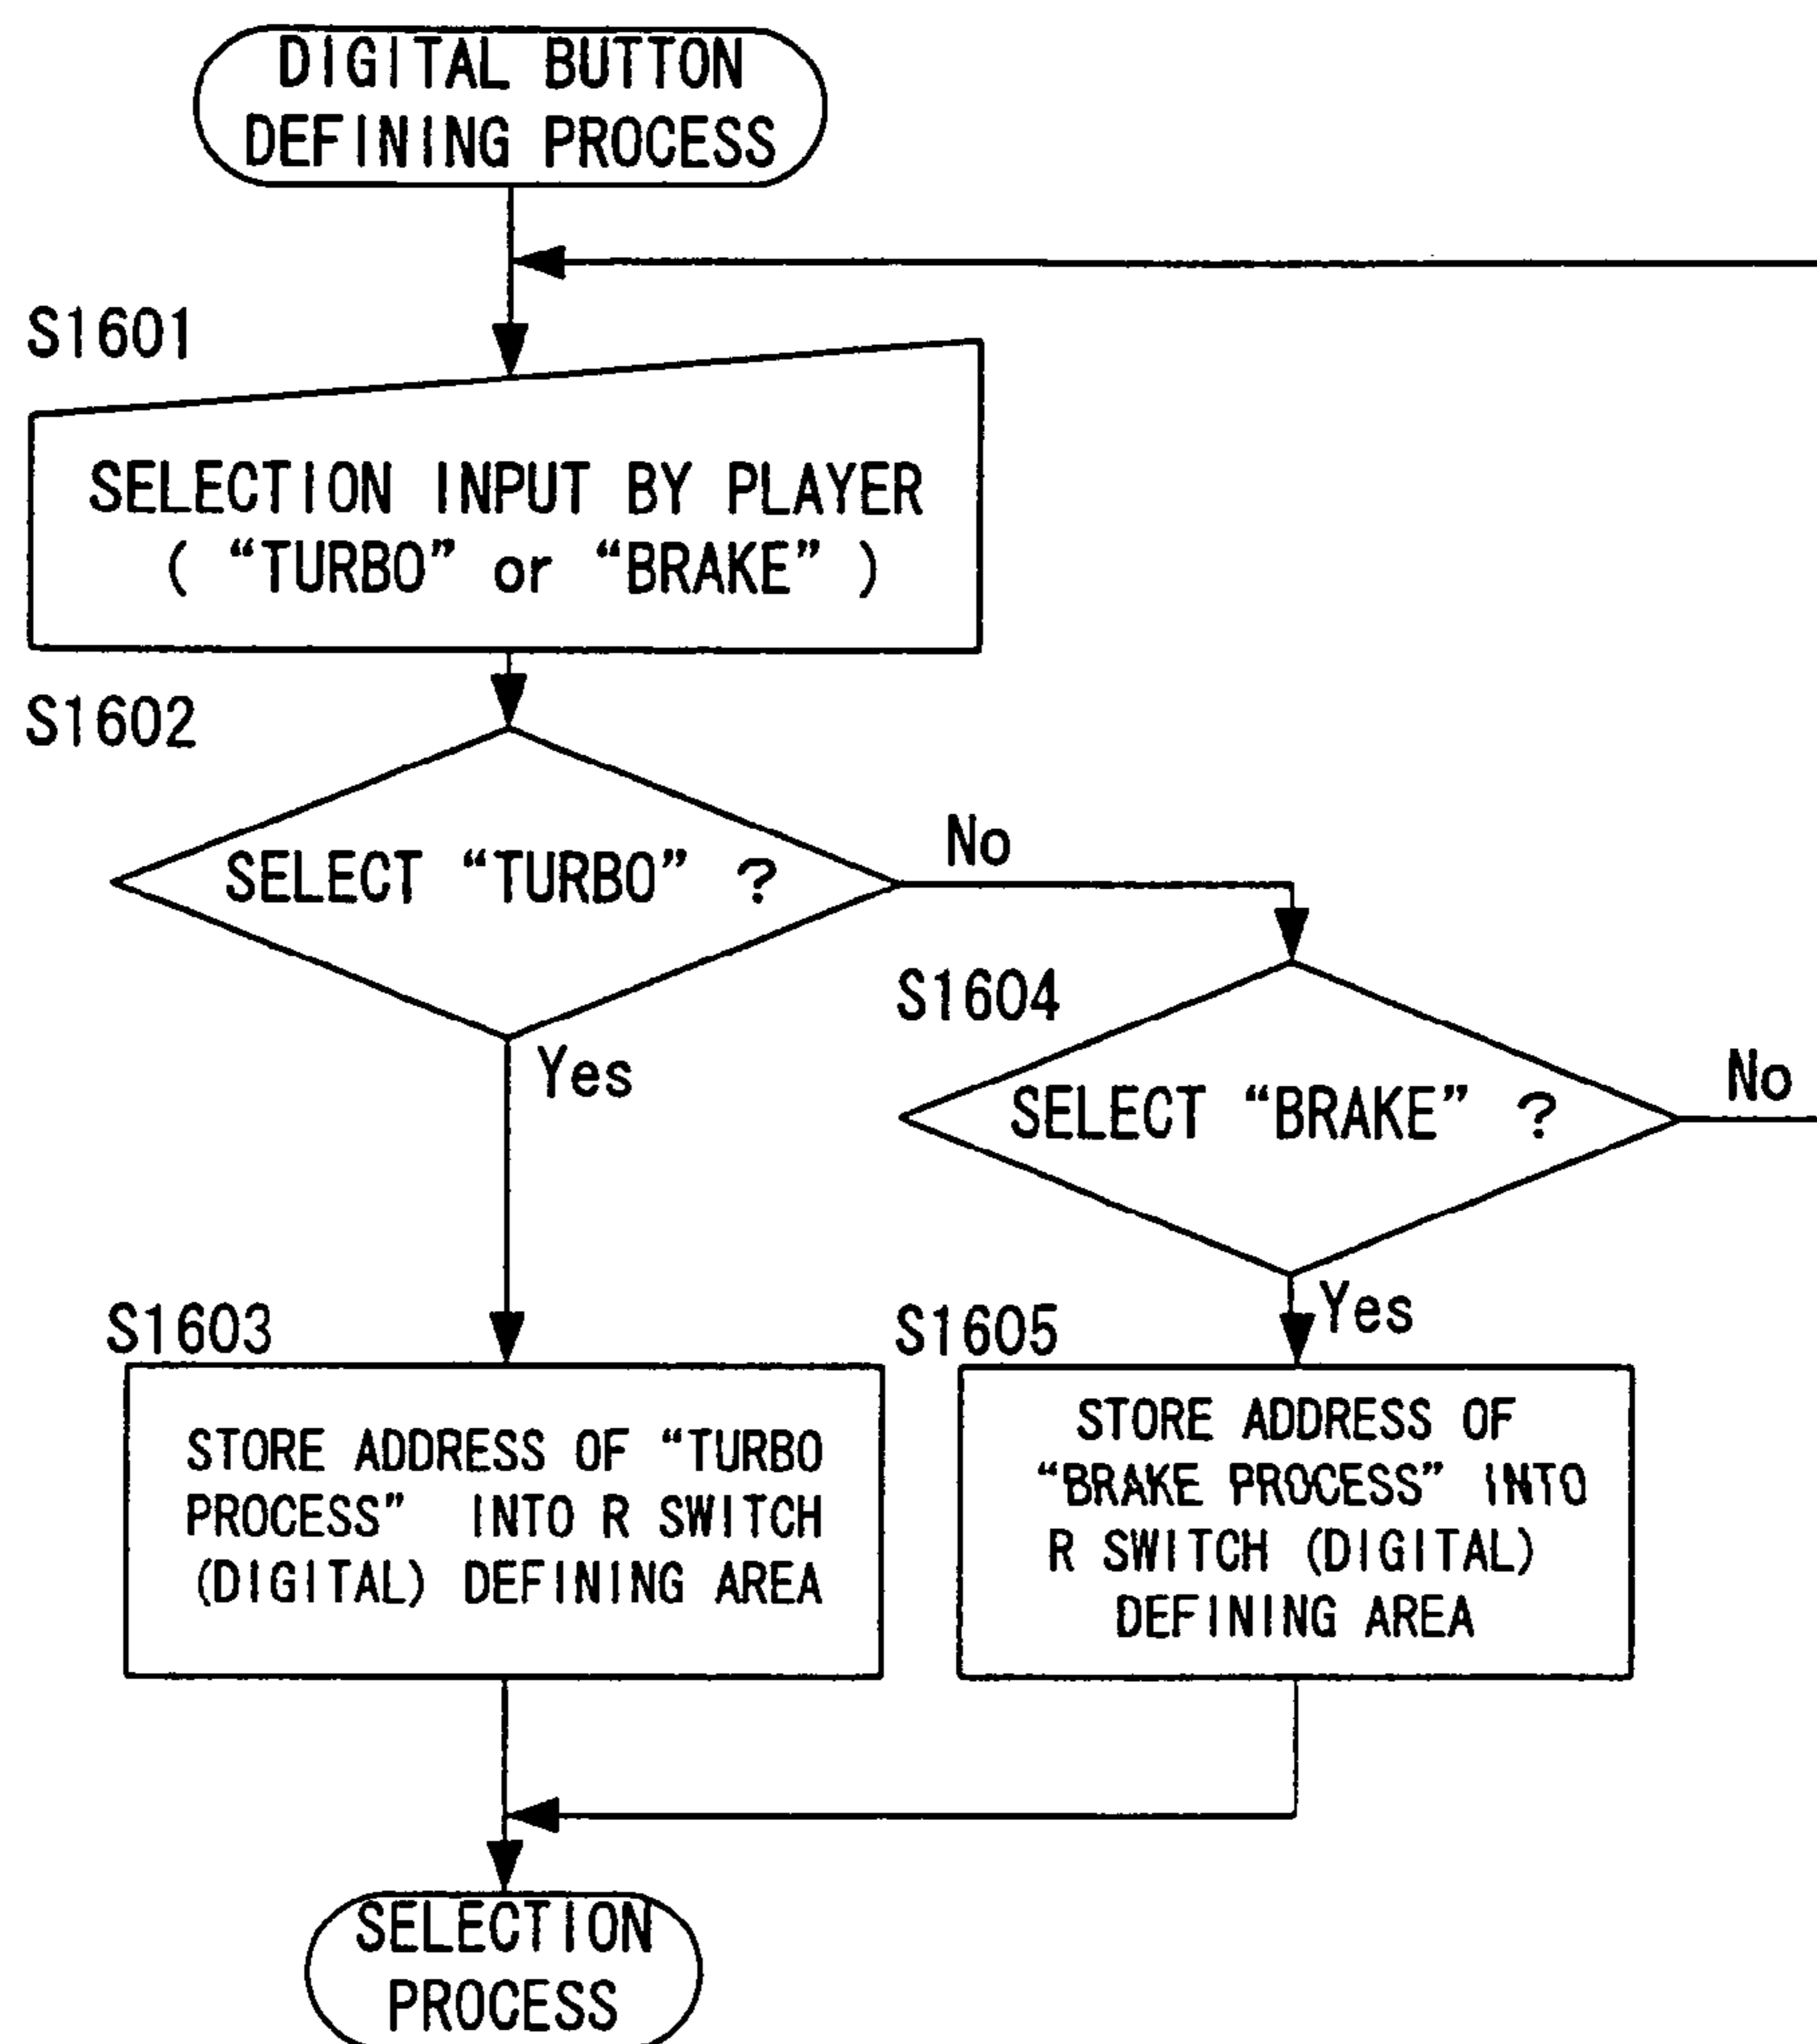 DIGITAL BUTTON
DEFINING PROCESS
S1601
SELECTION INPUT BY PLAYER
( “TURBO” or “BRAKE” )
S1602
SELECT “TURBO” ?
No
Yes
S1604
SELECT “BRAKE” ?
No
Yes
S1603
STORE ADDRESS OF “TURBO
PROCESS” INTO R SWITCH
(DIGITAL) DEFINING AREA
S1605
STORE ADDRESS OF
“BRAKE PROCESS” INTO
R SWITCH (DIGITAL)
DEFINING AREA
SELECTION
PROCESS